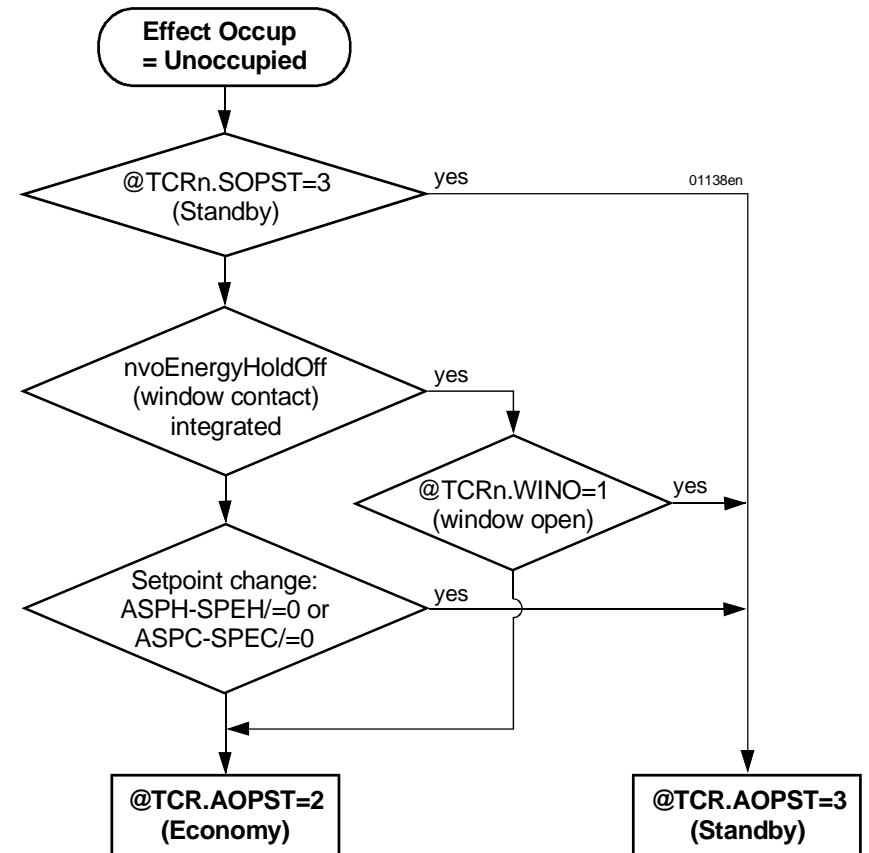 Effect Occup
= Unoccupied
@TCRn.SOPST=3
(Standby)
yes
01138en
nvoEnergyHoldOff
(window contact)
integrated
yes
@TCRn.WINO=1
(window open)
yes
Setpoint change:
ASPH-SPEH/=0 or
ASPC-SPEC/=0
yes
@TCR.AOPST=2
(Economy)
@TCR.AOPST=3
(Standby)